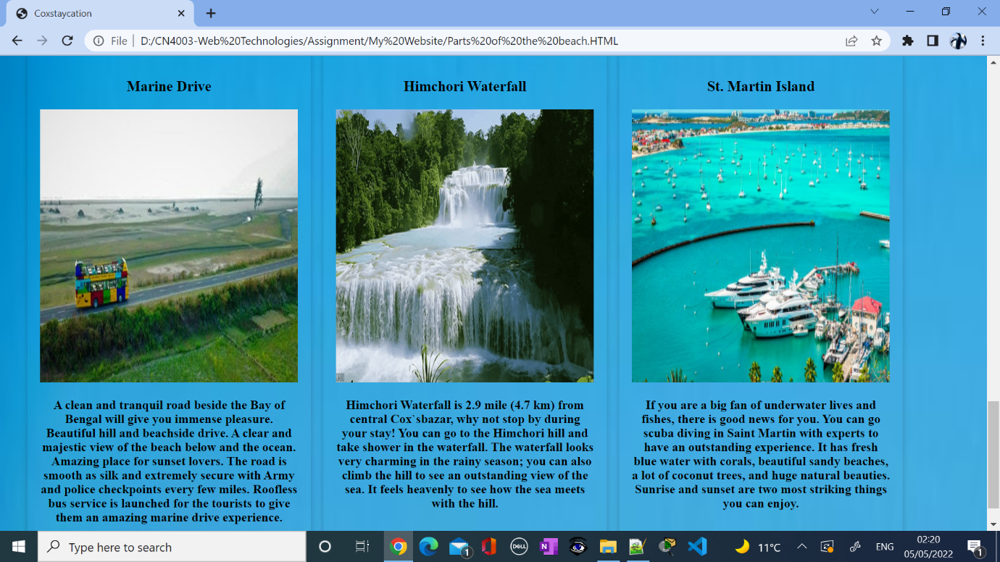 Coxstaycation
File
D:/CN4003-Web%20Technologies/Assignment/My%20Website/Parts%20of%20the%20beach.HTML
Marine Drive
A clean and tranquil road beside the Bay of
Bengal will give you immense pleasure.
Beautiful hill and beachside drive. A clear and
majestic view of the beach below and the ocean.
Amazing place for sunset lovers. The road is
smooth as silk and extremely secure with Army
and police checkpoints every few miles. Roofless
bus service is launched for the tourists to give
them an amazing marine drive experience.
Himchori Waterfall
Himchori Waterfall is 2.9 mile (4.7 km) from
central Cox`sbazar, why not stop by during
your stay! You can go to the Himchori hill and
take shower in the waterfall. The waterfall looks
very charming in the rainy season; you can also
climb the hill to see an outstanding view of the
sea. It feels heavenly to see how the sea meets
with the hill.
St. Martin Island
If you are a big fan of underwater lives and
fishes, there is good news for you. You can go
scuba diving in Saint Martin with experts to
have an outstanding experience. It has fresh
blue water with corals, beautiful sandy beaches,
a lot of coconut trees, and huge natural beauties.
Sunrise and sunset are two most striking things
you can enjoy.
Type here to search
1
DELL
N
11°C
ENG
02:20
05/05/2022
1